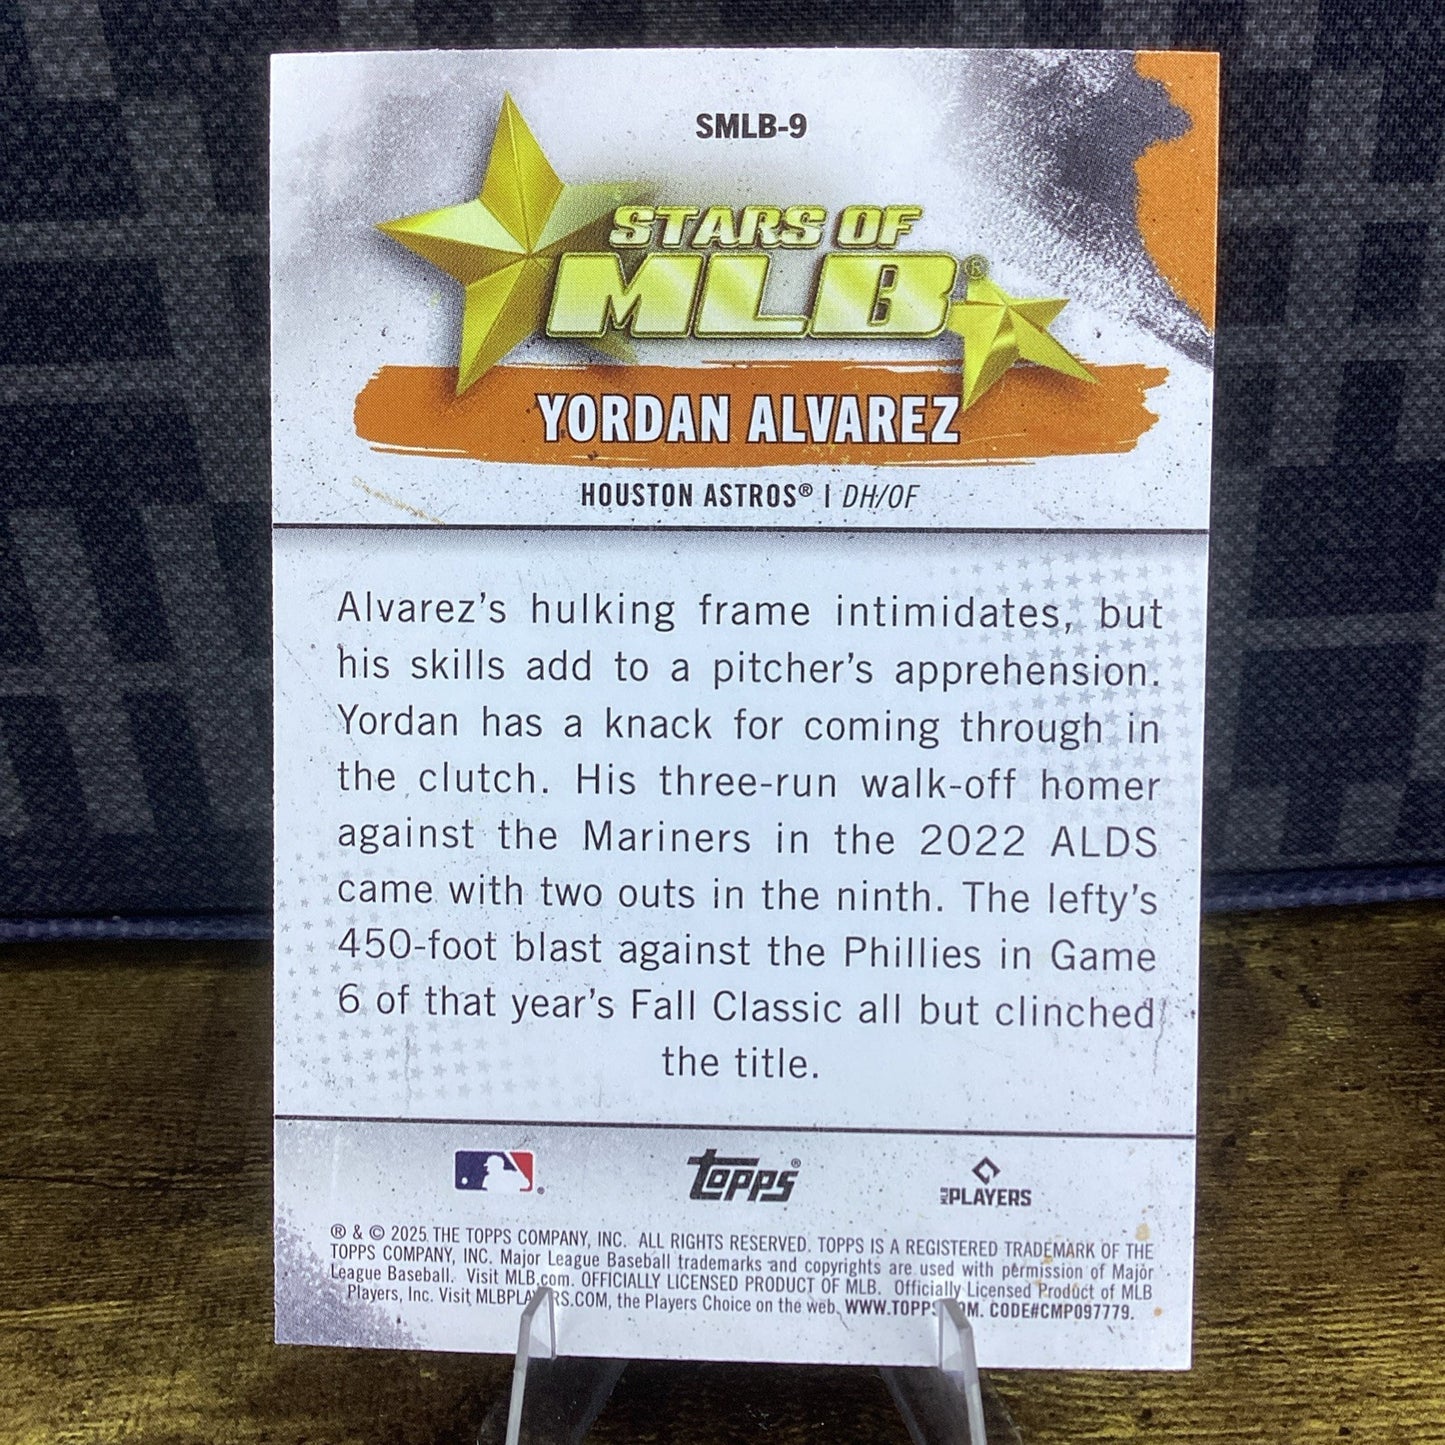 SMLB-9
STARS OF
MLB®
YORDAN ALVAREZ
HOUSTON ASTROS® | DH/OF
Alvarez's hulking frame intimidates, but
his skills add to a pitcher's apprehension.
Yordan has a knack for coming through in
the clutch. His three-run walk-off homer
against the Mariners in the 2022 ALDS
came with two outs in the ninth. The lefty's
450-foot blast against the Phillies in Game
6 of that year's Fall Classic all but clinched
the title.
topps® MLB PLAYERS
® & © 2025 THE TOPPS COMPANY, INC. ALL RIGHTS RESERVED. TOPPS IS A REGISTERED TRADEMARK OF THE
TOPPS COMPANY, INC. Major League Baseball trademarks and copyrights are used with permission of Major
League Baseball. Visit MLB.com. OFFICIALLY LICENSED PRODUCT OF MLB. Officially Licensed Product of MLB
Players, Inc. Visit the Players Choice on the web. CODE#CMP097779.